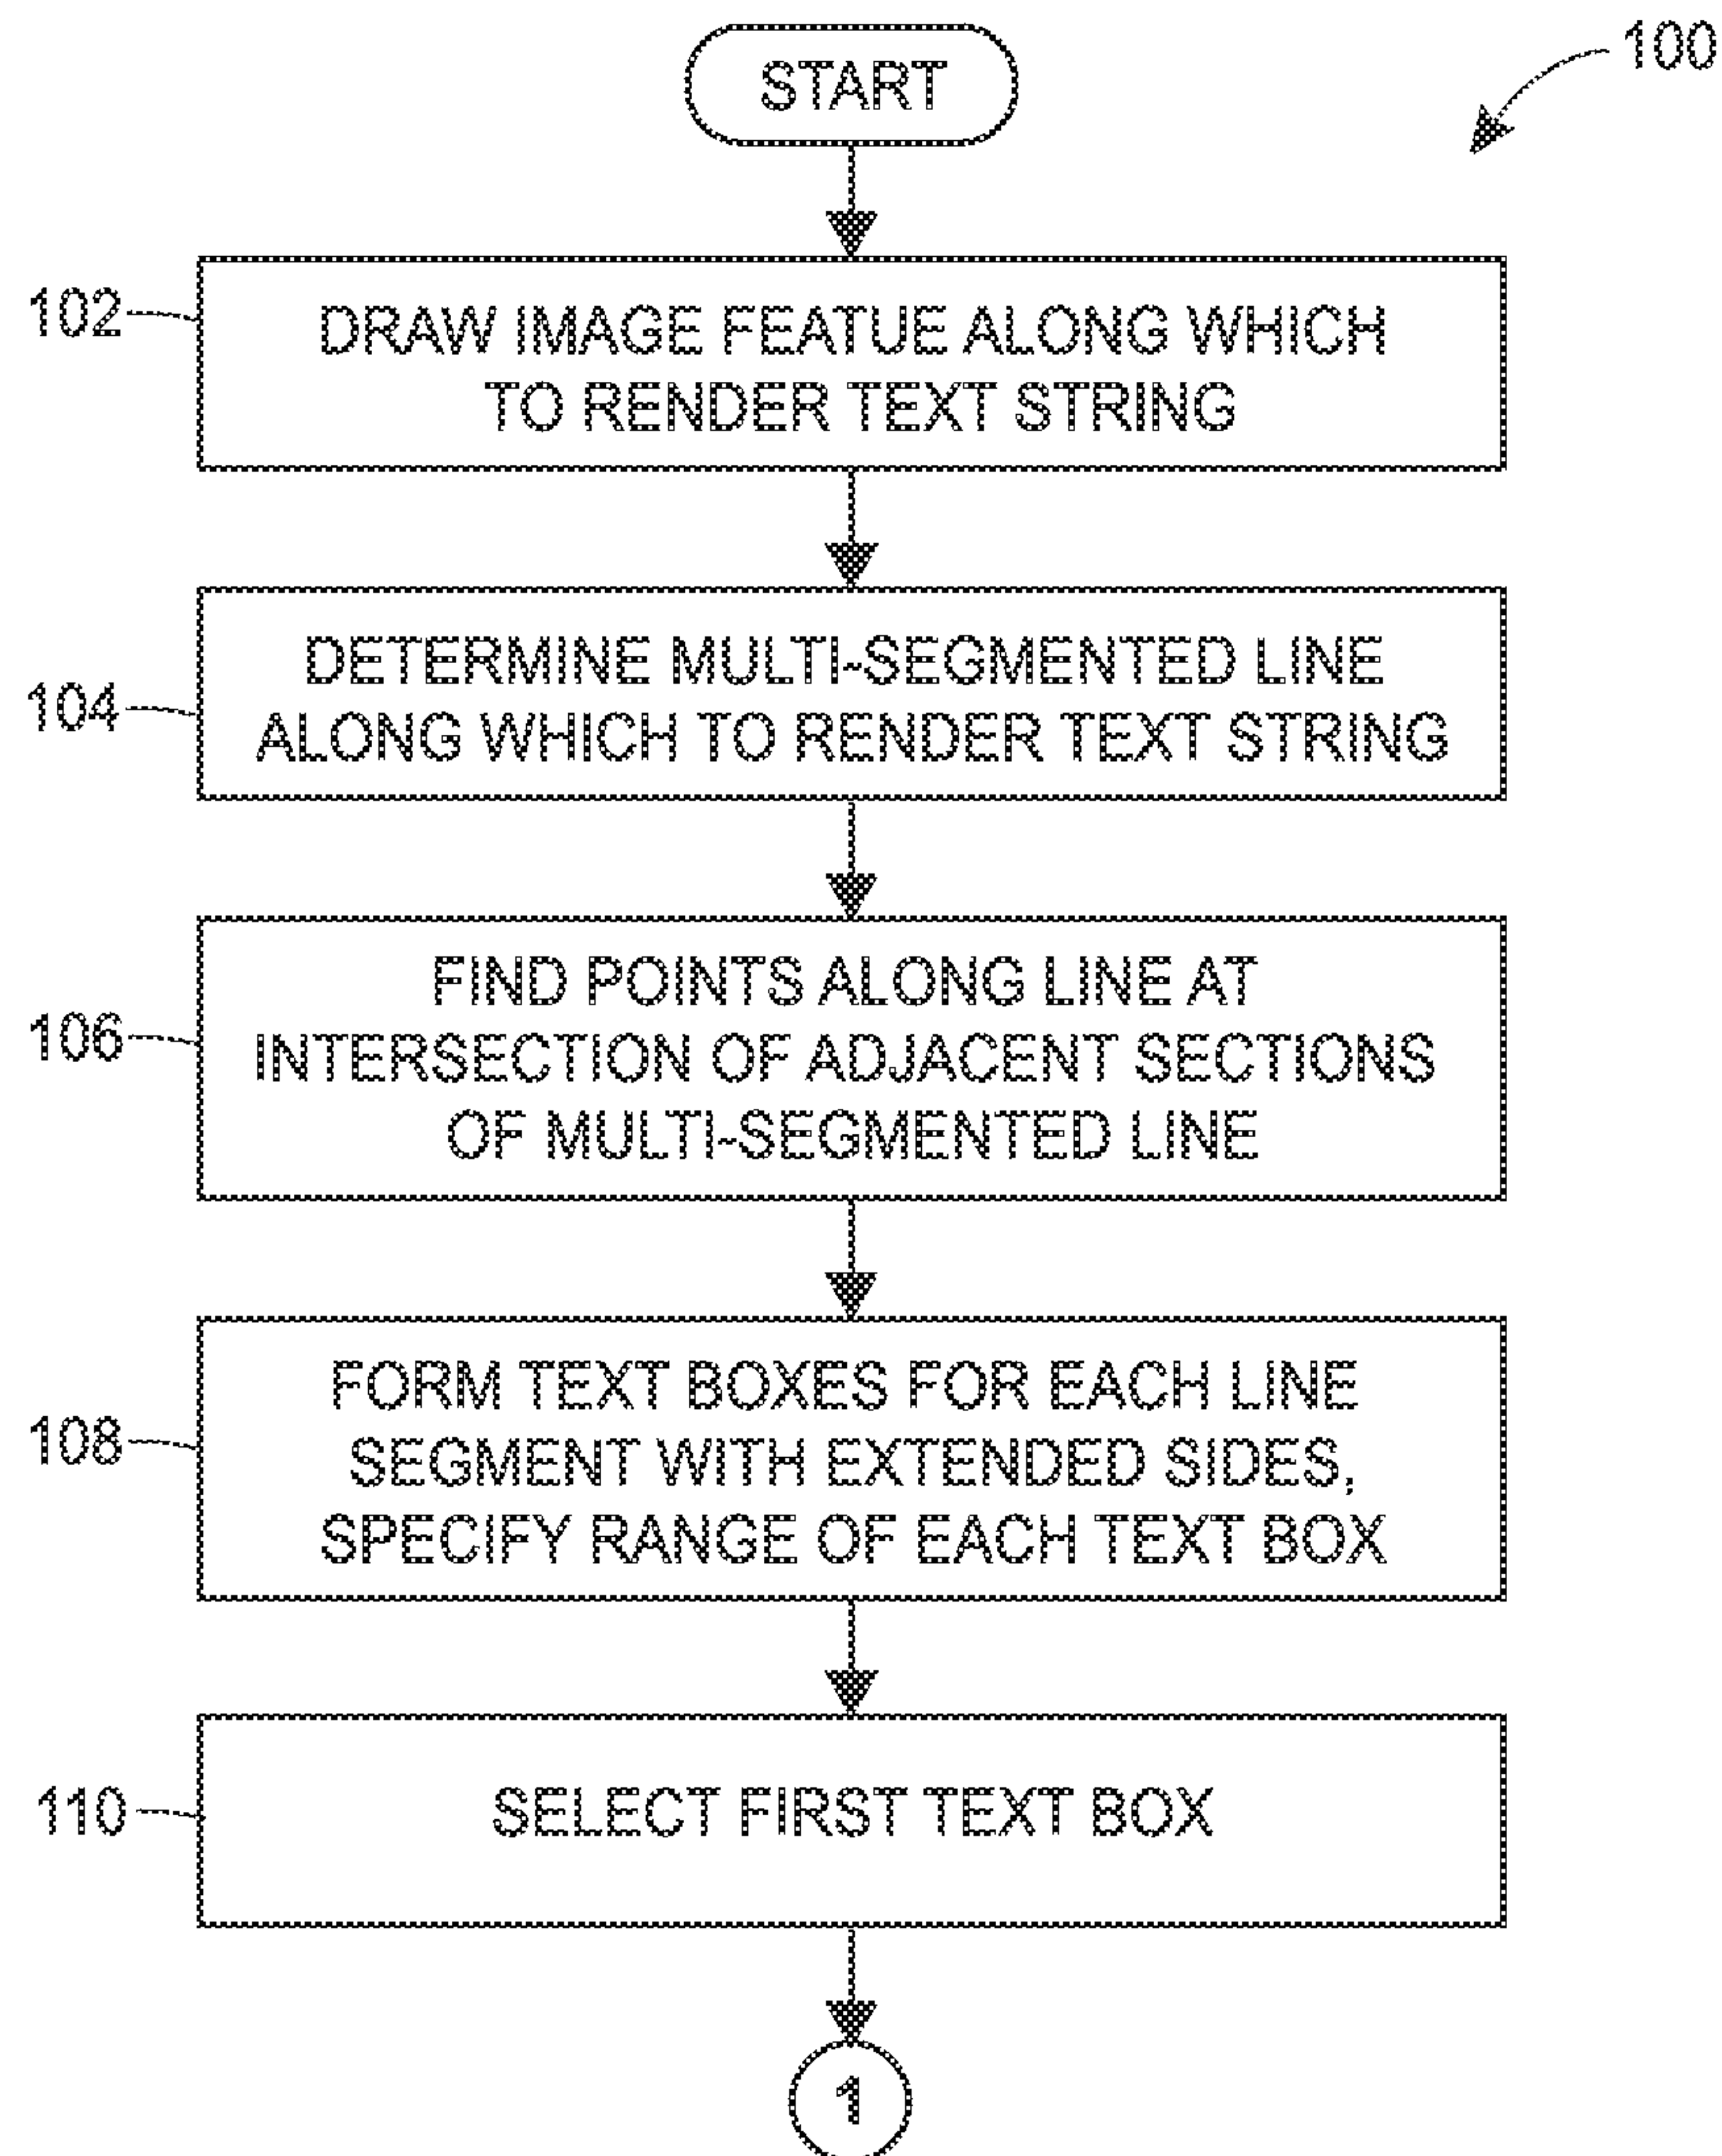 START
100
102
DRAW IMAGE FEATUE ALONG WHICH
TO RENDER TEXT STRING
104
DETERMINE MULTI-SEGMENTED LINE
ALONG WHICH TO RENDER TEXT STRING
106
FIND POINTS ALONG LINE AT
INTERSECTION OF ADJACENT SECTIONS
OF MULTI-SEGMENTED LINE
108
FORM TEXT BOXES FOR EACH LINE
SEGMENT WITH EXTENDED SIDES,
SPECIFY RANGE OF EACH TEXT BOX
110
SELECT FIRST TEXT BOX
1